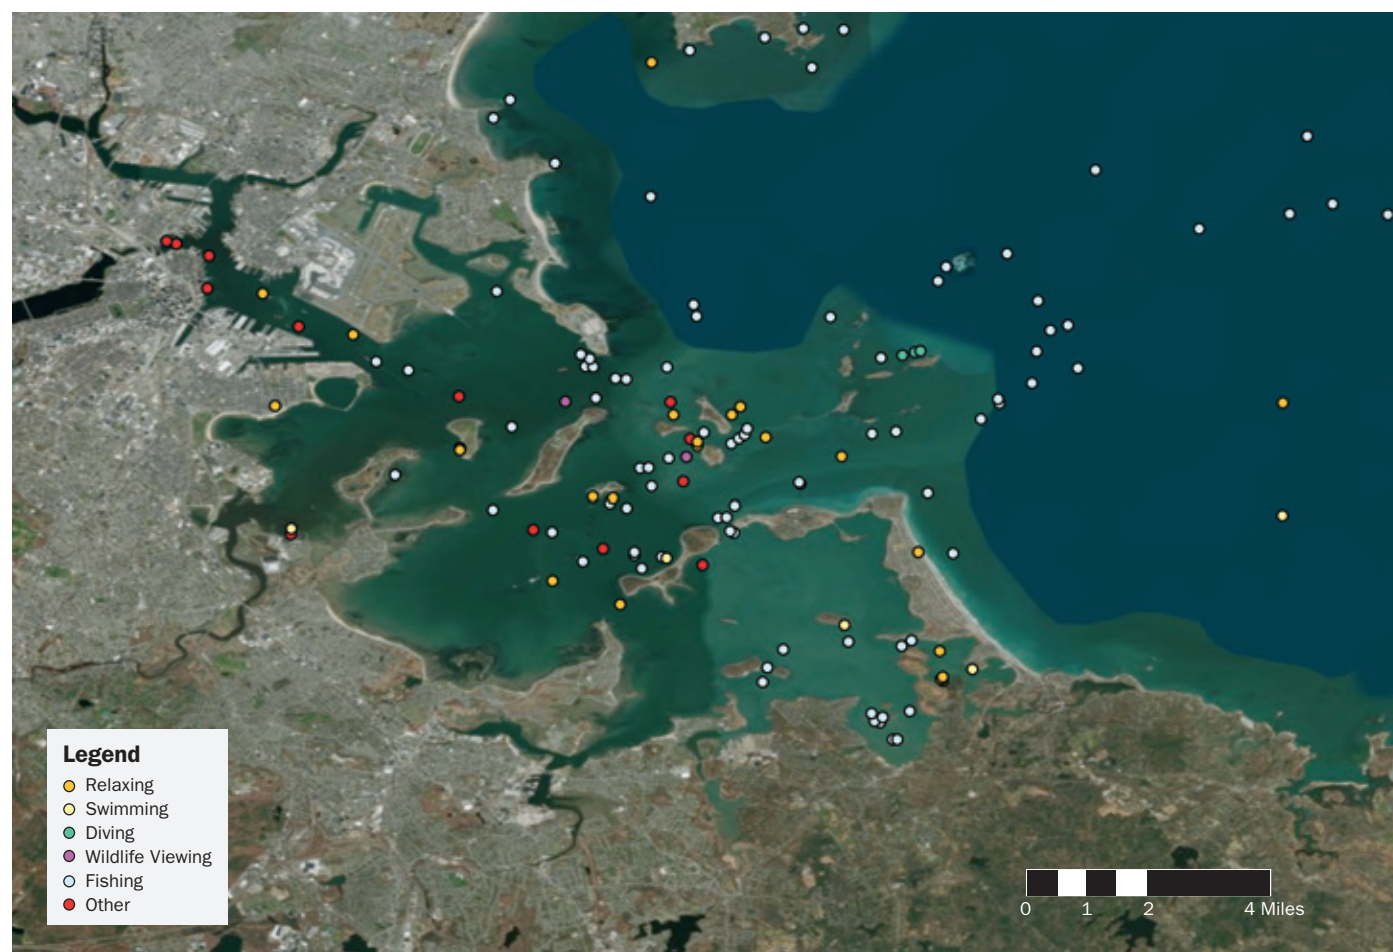 Legend
Relaxing
Swimming
Diving
Wildlife Viewing
Fishing
Other
0 1 2 4 Miles